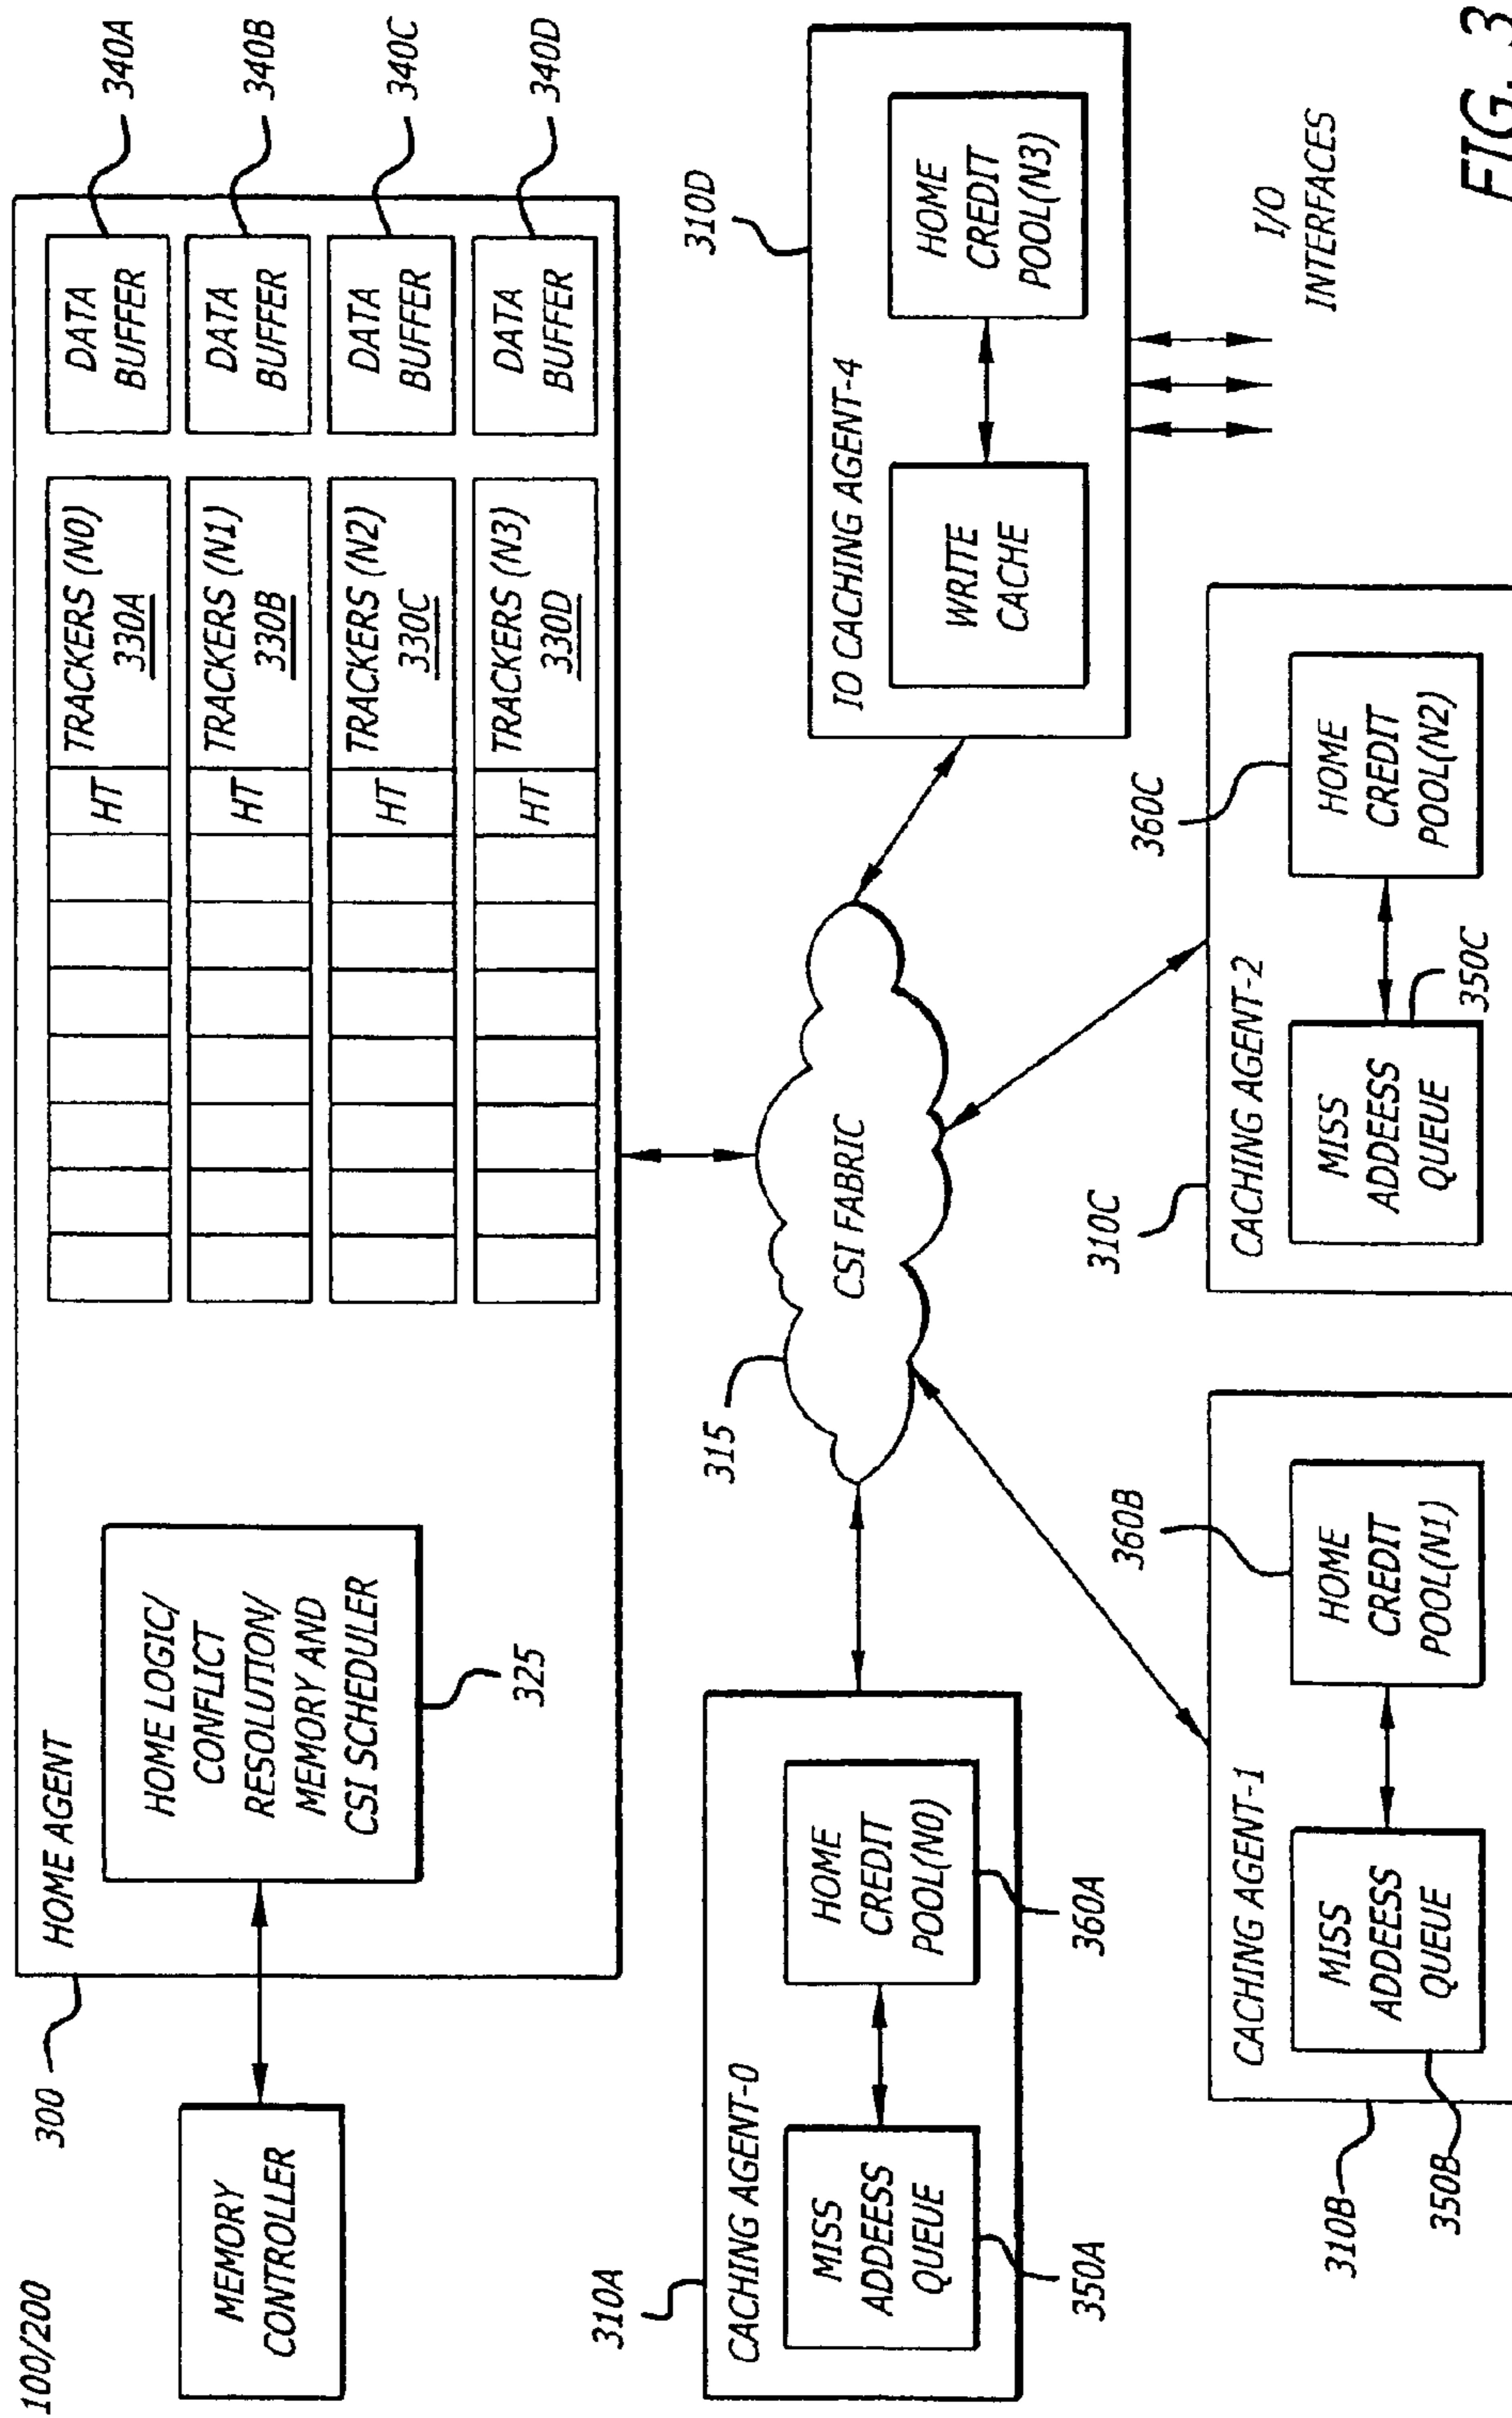 100/200
300
HOME AGENT
MEMORY
CONTROLLER
HOME LOGIC/
CONFLICT
RESOLUTION/
MEMORY AND
CSI SCHEDULER
325
HT
TRACKERS (N0)
330A
DATA
BUFFER
340A
HT
TRACKERS (N1)
330B
DATA
BUFFER
340B
HT
TRACKERS (N2)
330C
DATA
BUFFER
340C
HT
TRACKERS (N3)
330D
DATA
BUFFER
340D
310A
CACHING AGENT-0
MISS
ADDEESS
QUEUE
350A
HOME
CREDIT
POOL(N0)
360A
315
CSI FABRIC
310D
IO CACHING AGENT-4
WRITE
CACHE
HOME
CREDIT
POOL(N3)
I/O
INTERFACES
310B
CACHING AGENT-1
MISS
ADDEESS
QUEUE
350B
HOME
CREDIT
POOL(N1)
360B
310C
CACHING AGENT-2
MISS
ADDEESS
QUEUE
350C
HOME
CREDIT
POOL(N2)
360C
FIG. 3